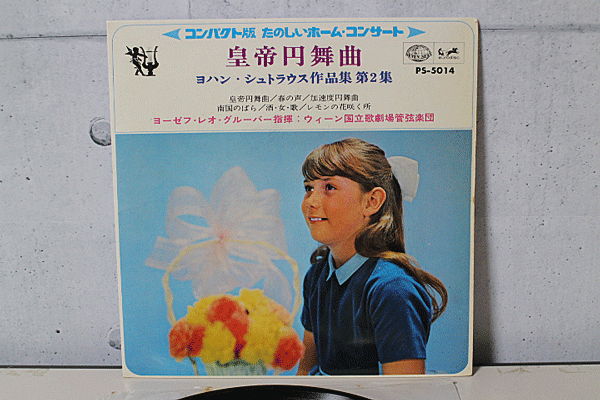 コンパクト版 たのしいホーム・コンサート
皇帝円舞曲
ヨハン・シュトラウス作品集 第2集
eurodisc
PS-5014
皇帝円舞曲／春の声／加速度円舞曲
南国のばら／酒・女・歌／レモンの花咲く所
ヨーゼフ・レオ・グルーバー指揮：ウィーン国立歌劇場管弦楽団